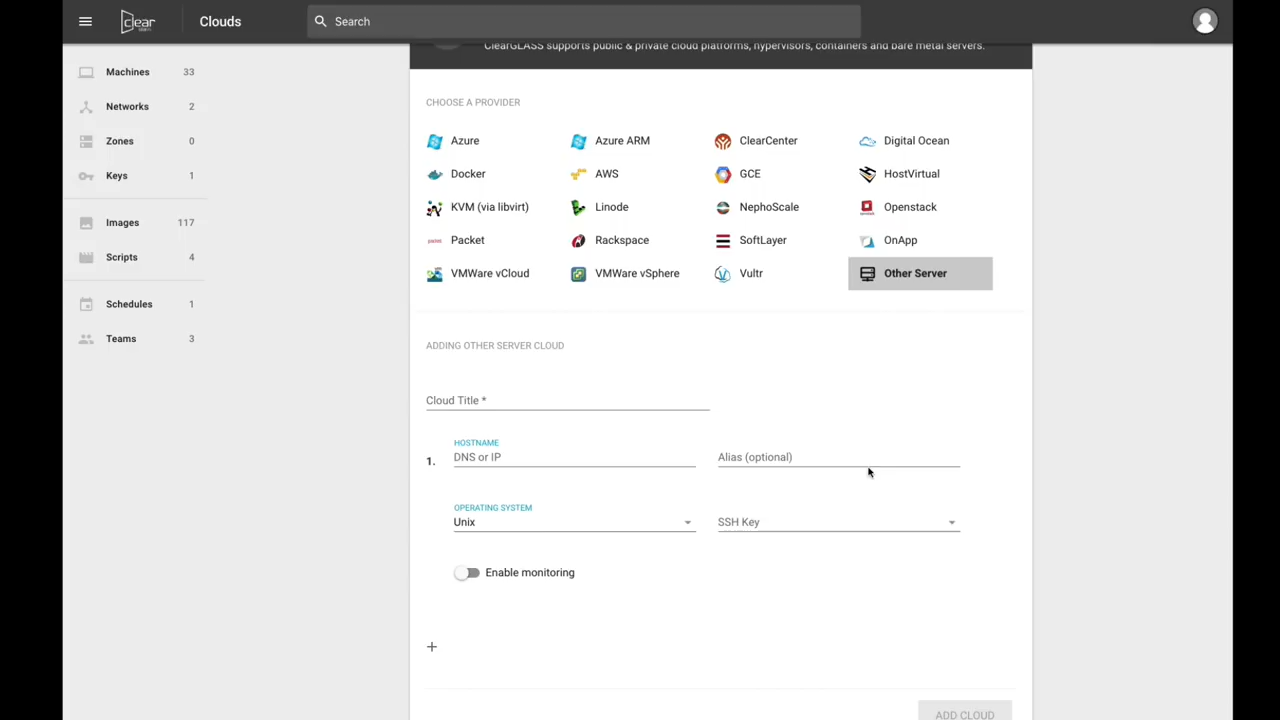 clear
Clouds
Search
ClearGLASS supports public & private cloud platforms, hypervisors, containers and bare metal servers.
Machines 33
Networks 2
Zones 0
Keys 1
Images 117
Scripts 4
Schedules 1
Teams 3
CHOOSE A PROVIDER
Azure Azure ARM ClearCenter Digital Ocean
Docker AWS GCE HostVirtual
KVM (via libvirt) Linode NephoScale Openstack
Packet Rackspace SoftLayer OnApp
VMWare vCloud VMWare vSphere Vultr Other Server
ADDING OTHER SERVER CLOUD
Cloud Title *
HOSTNAME
1. DNS or IP Alias (optional)
OPERATING SYSTEM
Unix SSH Key
Enable monitoring
+
ADD CLOUD